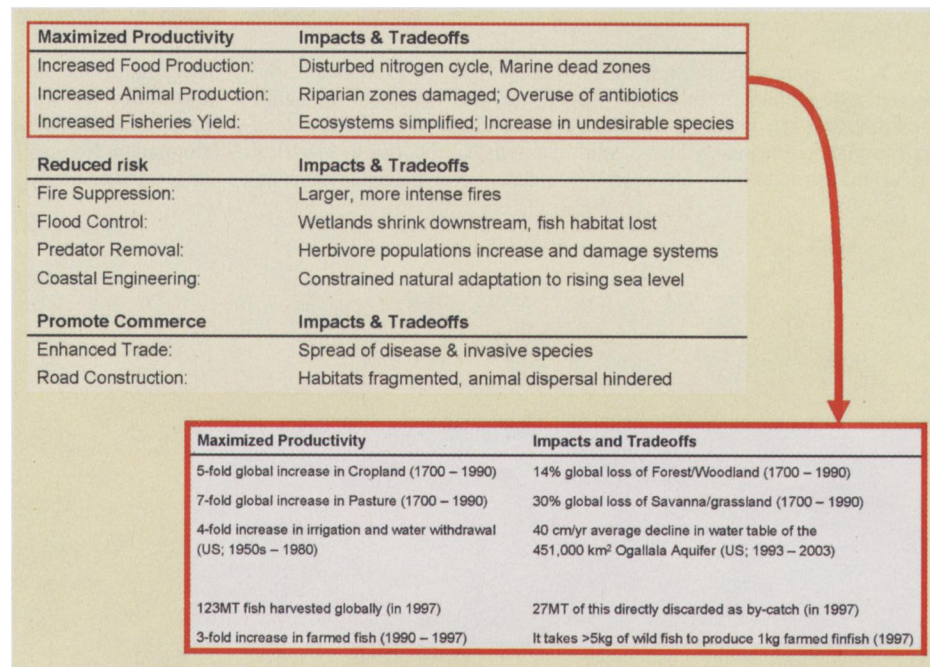 Maximized Productivity Impacts & Tradeoffs
Increased Food Production: Disturbed nitrogen cycle, Marine dead zones
Increased Animal Production: Riparian zones damaged; Overuse of antibiotics
Increased Fisheries Yield: Ecosystems simplified; Increase in undesirable species
Reduced risk Impacts & Tradeoffs
Fire Suppression: Larger, more intense fires
Flood Control: Wetlands shrink downstream, fish habitat lost
Predator Removal: Herbivore populations increase and damage systems
Coastal Engineering: Constrained natural adaptation to rising sea level
Promote Commerce Impacts & Tradeoffs
Enhanced Trade: Spread of disease & invasive species
Road Construction: Habitats fragmented, animal dispersal hindered
Maximized Productivity Impacts and Tradeoffs
5-fold global increase in Cropland (1700 – 1990) 14% global loss of Forest/Woodland (1700 – 1990)
7-fold global increase in Pasture (1700 – 1990) 30% global loss of Savanna/grassland (1700 – 1990)
4-fold increase in irrigation and water withdrawal 40 cm/yr average decline in water table of the
(US; 1950s – 1980) 451,000 km² Ogallala Aquifer (US; 1993 – 2003)
123MT fish harvested globally (in 1997) 27MT of this directly discarded as by-catch (in 1997)
3-fold increase in farmed fish (1990 – 1997) It takes >5kg of wild fish to produce 1kg farmed finfish (1997)